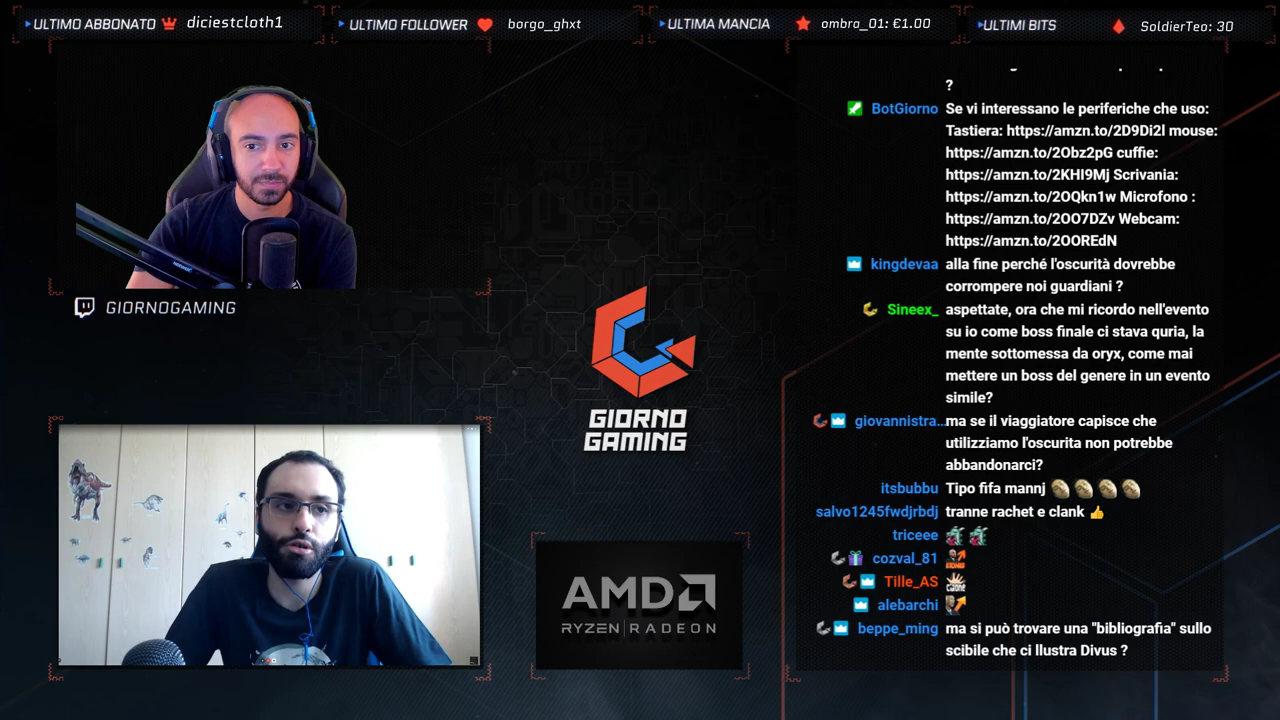 ULTIMO ABBONATO diciestcloth1
ULTIMO FOLLOWER borgo_ghxt
ULTIMA MANCIA ombra_01: €1.00
ULTIMI BITS SoldierTeo: 30
?
BotGiorno Se vi interessano le periferiche che uso:
Tastiera: https://amzn.to/2D9Di2l mouse:
https://amzn.to/2Obz2pG cuffie:
https://amzn.to/2KHI9Mj Scrivania:
https://amzn.to/2OQkn1w Microfono :
https://amzn.to/2OO7DZv Webcam:
https://amzn.to/2OOREdN
kingdevaa alla fine perché l'oscurità dovrebbe
corrompere noi guardiani ?
Sineex_ aspettate, ora che mi ricordo nell'evento
su io come boss finale ci stava quria, la
mente sottomessa da oryx, come mai
mettere un boss del genere in un evento
simile?
giovannistra... ma se il viaggiatore capisce che
utilizziamo l'oscurita non potrebbe
abbandonarci?
itsbubbu Tipo fifa mannj
salvo1245fwdjrbdj tranne rachet e clank 👍
triceee
cozval_81
Tille_AS
alebarchi
beppe_ming ma si può trovare una "bibliografia" sullo
scibile che ci Ilustra Divus ?
GIORNOGAMING
GIORNO
GAMING
AMD
RYZEN | RADEON